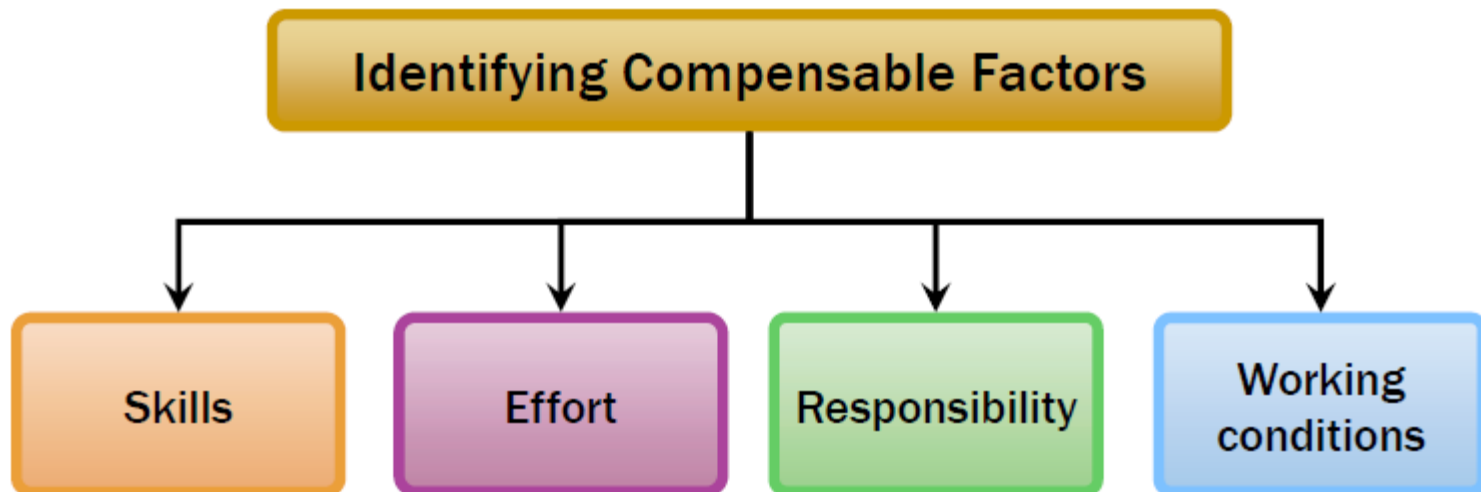 Identifying Compensable Factors
Skills
Effort
Responsibility
Working
conditions